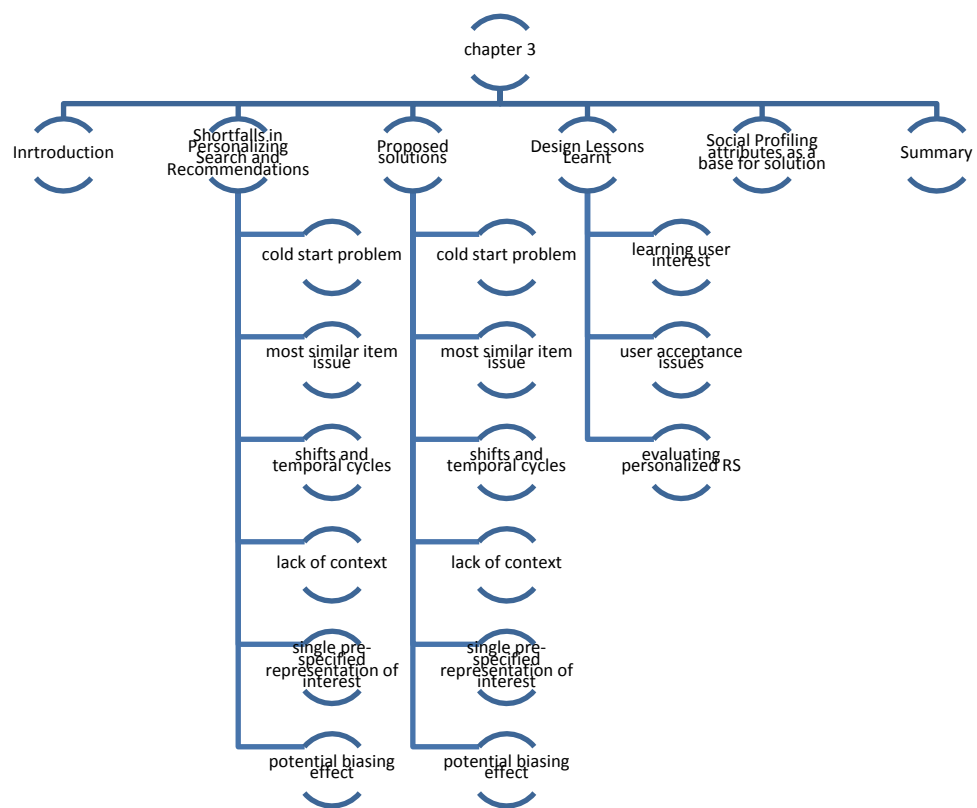 chapter 3
Inrtroduction
Shortfalls in
Personalizing
Search and
Recommendations
Proposed
solutions
Design Lessons
Learnt
Social Profiling
attributes as a
base for solution
Summary
cold start problem
most similar item
issue
shifts and
temporal cycles
lack of context
single pre-
specified
representation of
interest
potential biasing
effect
cold start problem
most similar item
issue
shifts and
temporal cycles
lack of context
single pre-
specified
representation of
interest
potential biasing
effect
learning user
interest
user acceptance
issues
evaluating
personalized RS